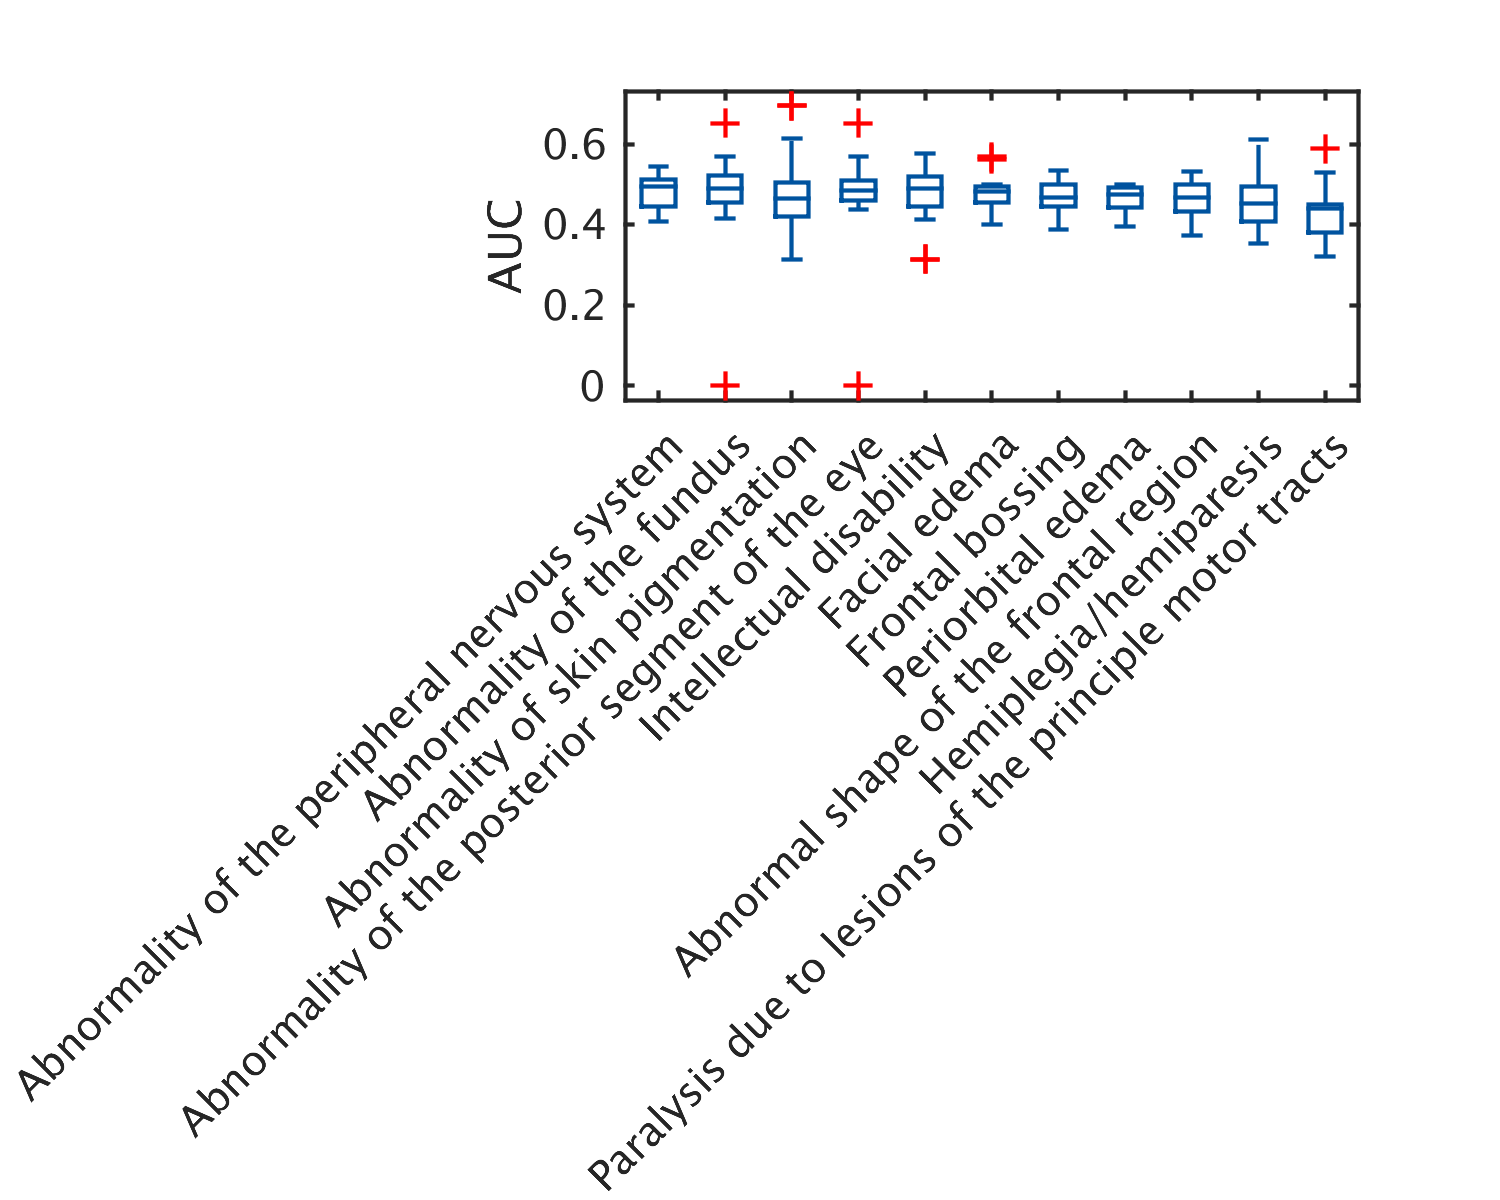 AUC
0.6
0.4
0.2
0
Abnormality of the peripheral nervous system
Abnormality of the fundus
Abnormality of skin pigmentation
Abnormality of the posterior segment of the eye
Intellectual disability
Facial edema
Frontal bossing
Periorbital edema
Abnormal shape of the frontal region
Hemiplegia/hemiparesis
Paralysis due to lesions of the principle motor tracts